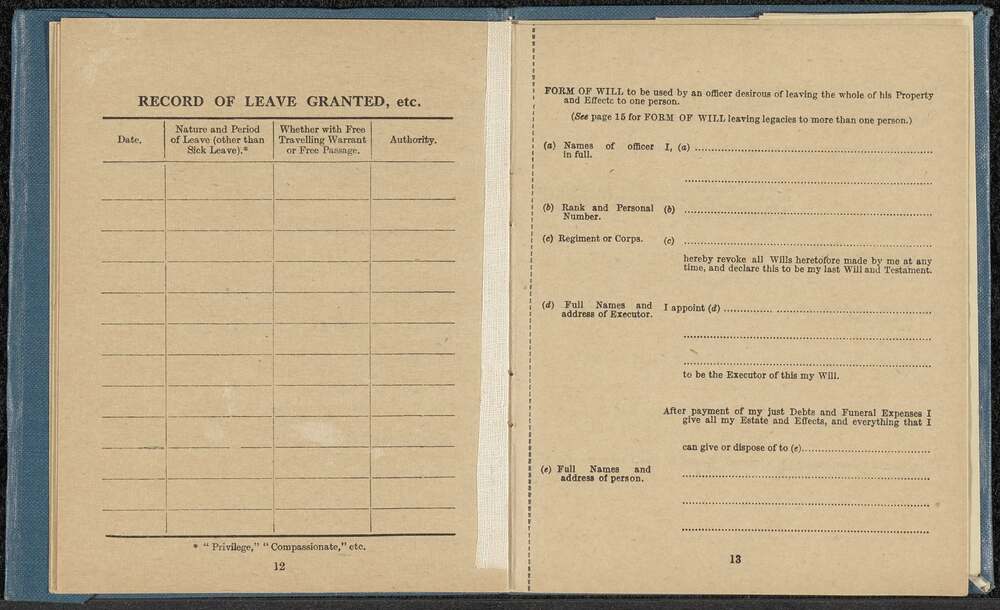 RECORD OF LEAVE GRANTED, etc.
Date.
Nature and Period
of Leave (other than
Sick Leave).*
Whether with Free
Travelling Warrant
or Free Passage.
Authority.
* "Privilege," "Compassionate," etc.
12
FORM OF WILL to be used by an officer desirous of leaving the whole of his Property
and Effects to one person.
(See page 15 for FORM OF WILL leaving legacies to more than one person.)
(a) Names of officer
in full.
I, (a)
(b) Rank and Personal
Number.
(b)
(c) Regiment or Corps.
(c)
hereby revoke all Wills heretofore made by me at any
time, and declare this to be my last Will and Testament.
(d) Full Names and
address of Executor.
I appoint (d)
to be the Executor of this my Will.
After payment of my just Debts and Funeral Expenses I
give all my Estate and Effects, and everything that I
can give or dispose of to (e)
(e) Full Names and
address of person.
13